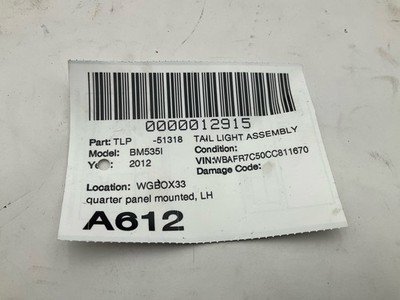 0000012915
Part: TLP -51318 TAIL LIGHT ASSEMBLY
Model: BM535I Condition:
Year: 2012 VIN:WBAFR7C50CC811670
Damage Code:
Location: WGBOX33
quarter panel mounted, LH
A612